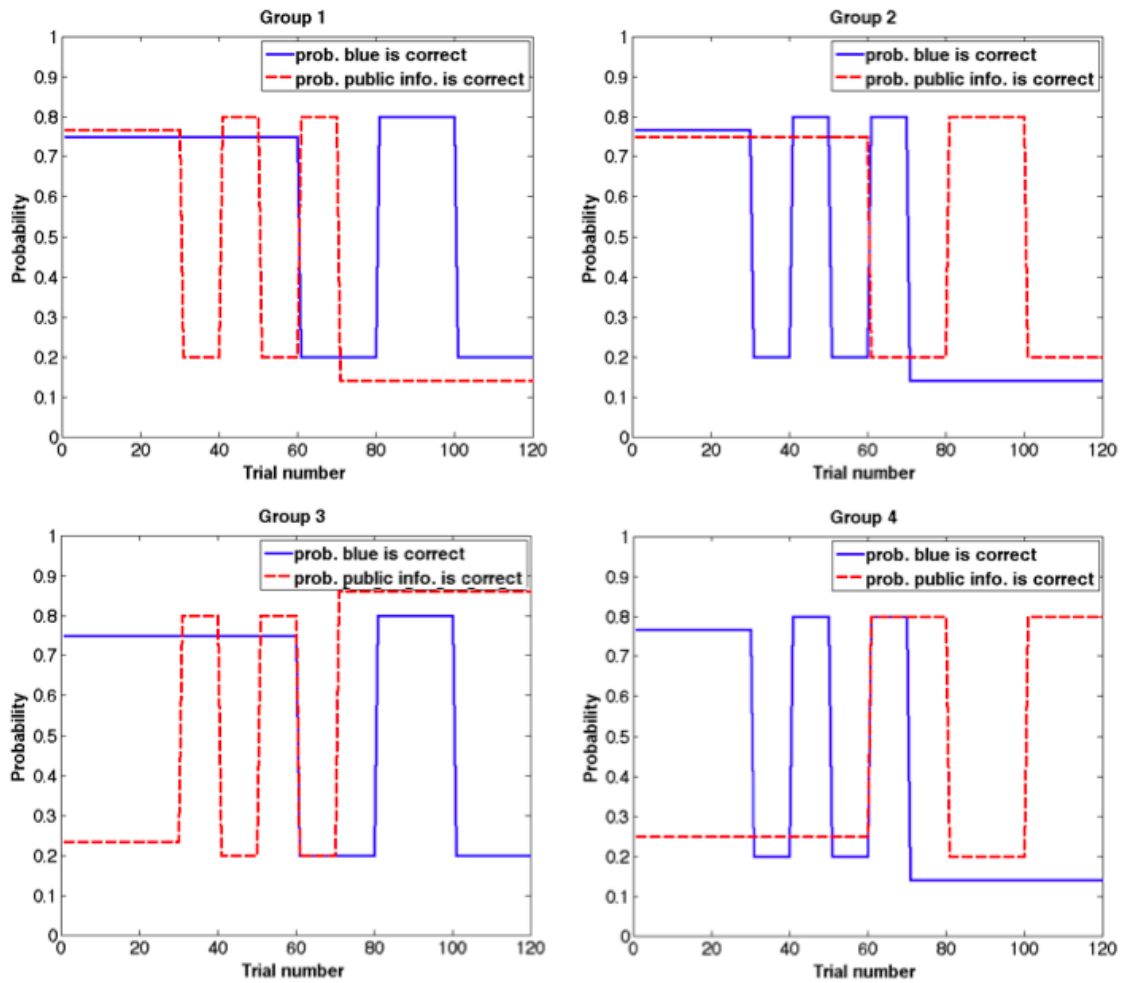 Group 1
prob. blue is correct
prob. public info. is correct
1
0.9
0.8
0.7
0.6
0.5
0.4
0.3
0.2
0.1
0
Probability
0 20 40 60 80 100 120
Trial number
Group 2
prob. blue is correct
prob. public info. is correct
1
0.9
0.8
0.7
0.6
0.5
0.4
0.3
0.2
0.1
0
Probability
0 20 40 60 80 100 120
Trial number
Group 3
prob. blue is correct
prob. public info. is correct
1
0.9
0.8
0.7
0.6
0.5
0.4
0.3
0.2
0.1
0
Probability
0 20 40 60 80 100 120
Trial number
Group 4
prob. blue is correct
prob. public info. is correct
1
0.9
0.8
0.7
0.6
0.5
0.4
0.3
0.2
0.1
0
Probability
0 20 40 60 80 100 120
Trial number